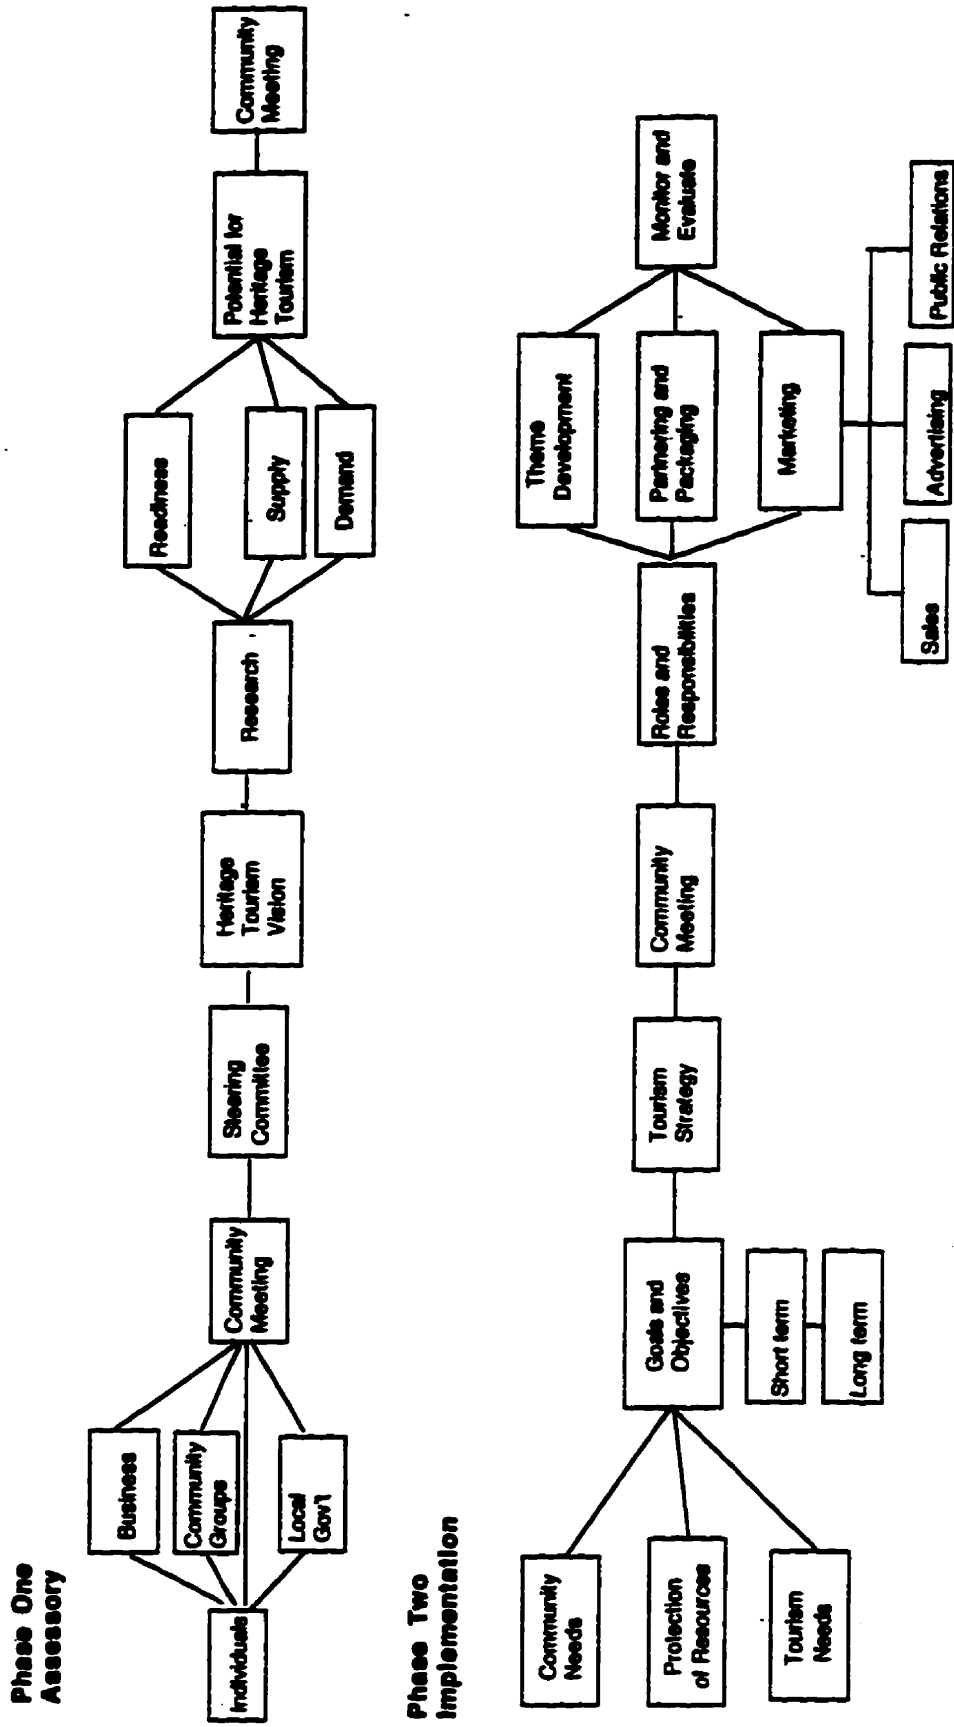 Phase One
Assessory
Individuals
Business
Community
Groups
Local
Gov't
Community
Meeting
Steering
Committee
Heritage
Tourism
Vision
Research
Readiness
Supply
Demand
Potential for
Heritage
Tourism
Community
Meeting
Phase Two
Implementation
Community
Needs
Protection
of Resources
Tourism
Needs
Goals and
Objectives
Short term
Long term
Tourism
Strategy
Community
Meeting
Roles and
Responsibilities
Theme
Development
Partnering and
Packaging
Marketing
Sales
Advertising
Public Relations
Monitor and
Evaluate